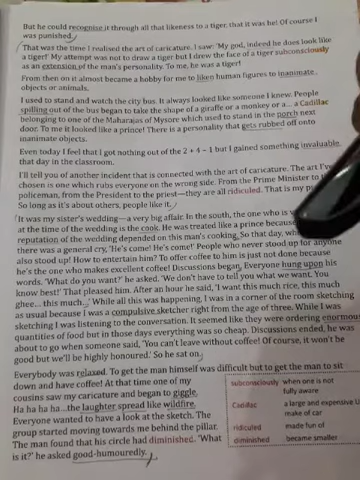 But he could recognise it through all that likeness to a tiger, that it was he! Of course I
was punished.
That was the time I realised the art of caricature. I saw: 'My god, indeed he does look like
a tiger!' My attempt was not to draw a tiger but I drew the face of a tiger subconsciously
as an extension of the man's personality. To me, he was a tiger!
From then on it almost became a hobby for me to liken human figures to inanimate
objects or animals.
I used to stand and watch the city bus. It always looked like someone I knew. People
spilling out of the bus began to take the shape of a giraffe or a monkey or a... a Cadillac
belonging to one of the Maharajas of Mysore which used to stand in the porch next
door. To me it looked like a prince! There is a personality that gets rubbed off onto
inanimate objects.
Even today I feel that I got nothing out of the 2 + 4 - 1 but I gained something invaluable
that day in the classroom.
I'll tell you of another incident that is connected with the art of caricature. The art I've
chosen is one which rubs everyone on the wrong side. From the Prime Minister to
policeman, from the President to the priest—they are all ridiculed. That is my
So long as it's about others, people like it.
'It was my sister's wedding—a very big affair. In the south, the one who is
at the time of the wedding is the cook. He was treated like a prince because
reputation of the wedding depended on this man's cooking. So that day, wh
there was a general cry, 'He's come! He's come!' People who never stood up for anyone
also stood up! How to entertain him? To offer coffee to him is just not done because
he's the one who makes excellent coffee! Discussions began. Everyone hung upon his
words. 'What do you want?' he asked. 'We don't have to tell you what we want. You
know best!' That pleased him. After an hour he said, 'I want this much rice, this much
ghee... this much...' While all this was happening, I was in a corner of the room sketching
as usual because I was a compulsive sketcher right from the age of three. While I was
sketching I was listening to the conversation. It seemed like they were ordering enormous
quantities of food but in those days everything was so cheap. Discussions ended, he was
about to go when someone said, 'You can't leave without coffee! Of course, it won't be
good but we'll be highly honoured.' So he sat on.
Everybody was relaxed. To get the man himself was difficult but to get the man to sit
down and have coffee! At that time one of my
cousins saw my caricature and began to giggle.
Ha ha ha ha...the laughter spread like wildfire.
Everyone wanted to have a look at the sketch. The
group started moving towards me behind the pillar.
The man found that his circle had diminished. 'What
is it?' he asked good-humouredly.
subconsciously when one is not
fully aware
Cadillac a large and expensive U
make of car
ridiculed made fun of
diminished became smaller